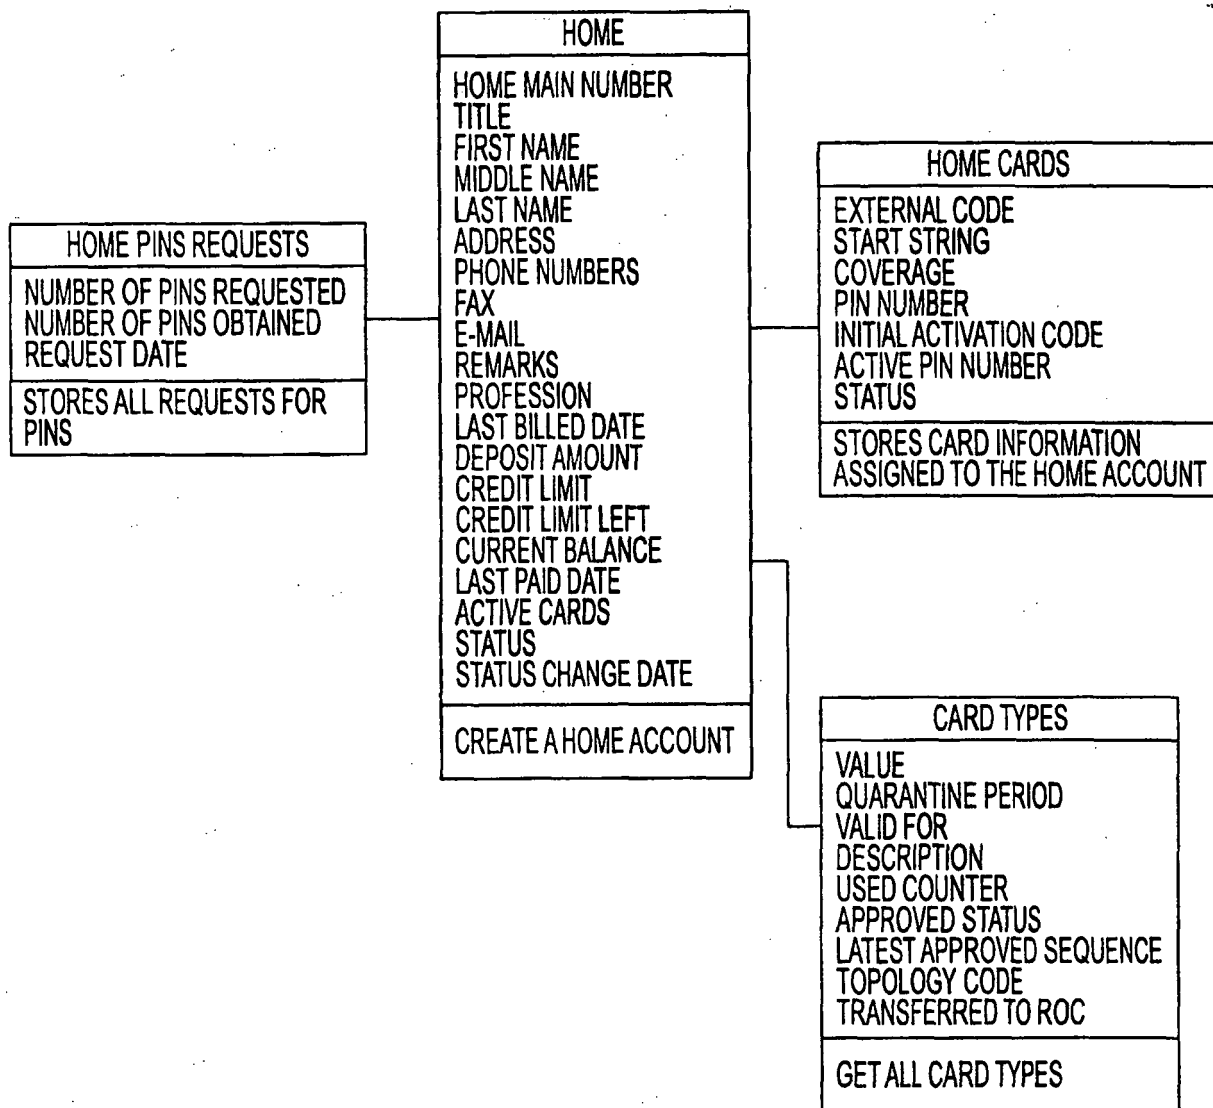 HOME
HOME MAIN NUMBER
TITLE
FIRST NAME
MIDDLE NAME
LAST NAME
ADDRESS
PHONE NUMBERS
FAX
E-MAIL
REMARKS
PROFESSION
LAST BILLED DATE
DEPOSIT AMOUNT
CREDIT LIMIT
CREDIT LIMIT LEFT
CURRENT BALANCE
LAST PAID DATE
ACTIVE CARDS
STATUS
STATUS CHANGE DATE
CREATE A HOME ACCOUNT
HOME PINS REQUESTS
NUMBER OF PINS REQUESTED
NUMBER OF PINS OBTAINED
REQUEST DATE
STORES ALL REQUESTS FOR
PINS
HOME CARDS
EXTERNAL CODE
START STRING
COVERAGE
PIN NUMBER
INITIAL ACTIVATION CODE
ACTIVE PIN NUMBER
STATUS
STORES CARD INFORMATION
ASSIGNED TO THE HOME ACCOUNT
CARD TYPES
VALUE
QUARANTINE PERIOD
VALID FOR
DESCRIPTION
USED COUNTER
APPROVED STATUS
LATEST APPROVED SEQUENCE
TOPOLOGY CODE
TRANSFERRED TO ROC
GET ALL CARD TYPES